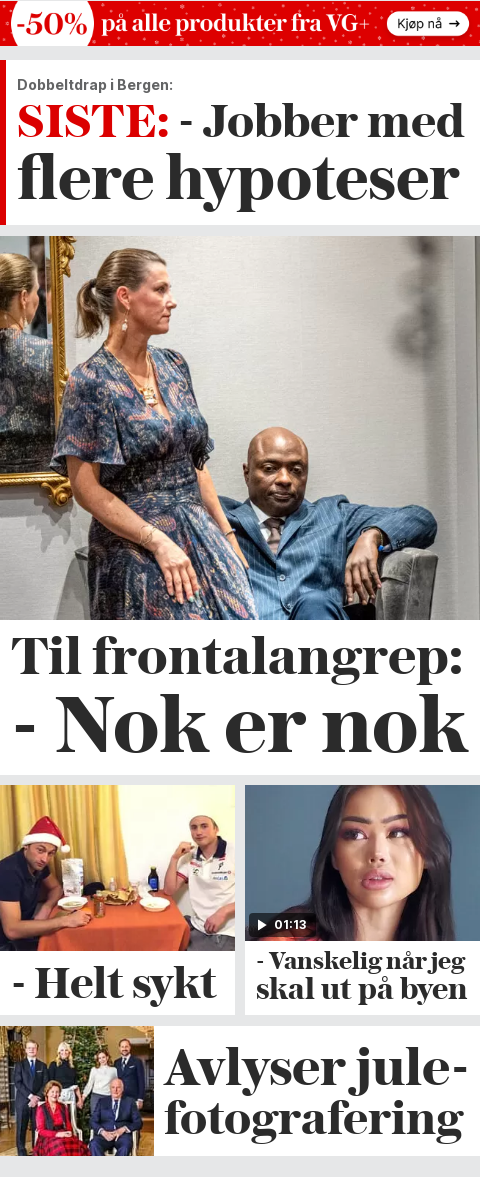 -50% på alle produkter fra VG+ Kjøp nå →
Dobbeltdrap i Bergen:
SISTE: - Jobber med
flere hypoteser
Til frontalangrep:
- Nok er nok
- Helt sykt
01:13
- Vanskelig når jeg
skal ut på byen
Avlyser jule-
fotografering